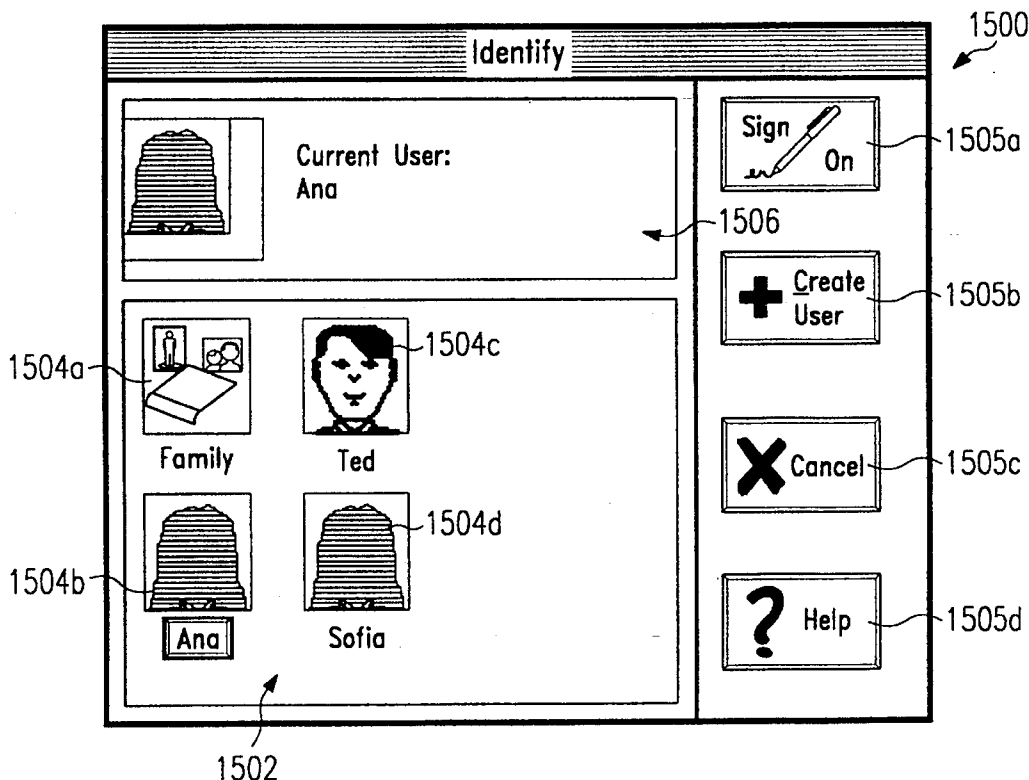 Identify
1500
Current User:
Ana
1506
Sign
On
1505a
Create
User
1505b
1504a
Family
1504c
Ted
Cancel
1505c
1504b
Ana
1504d
Sofia
Help
1505d
1502